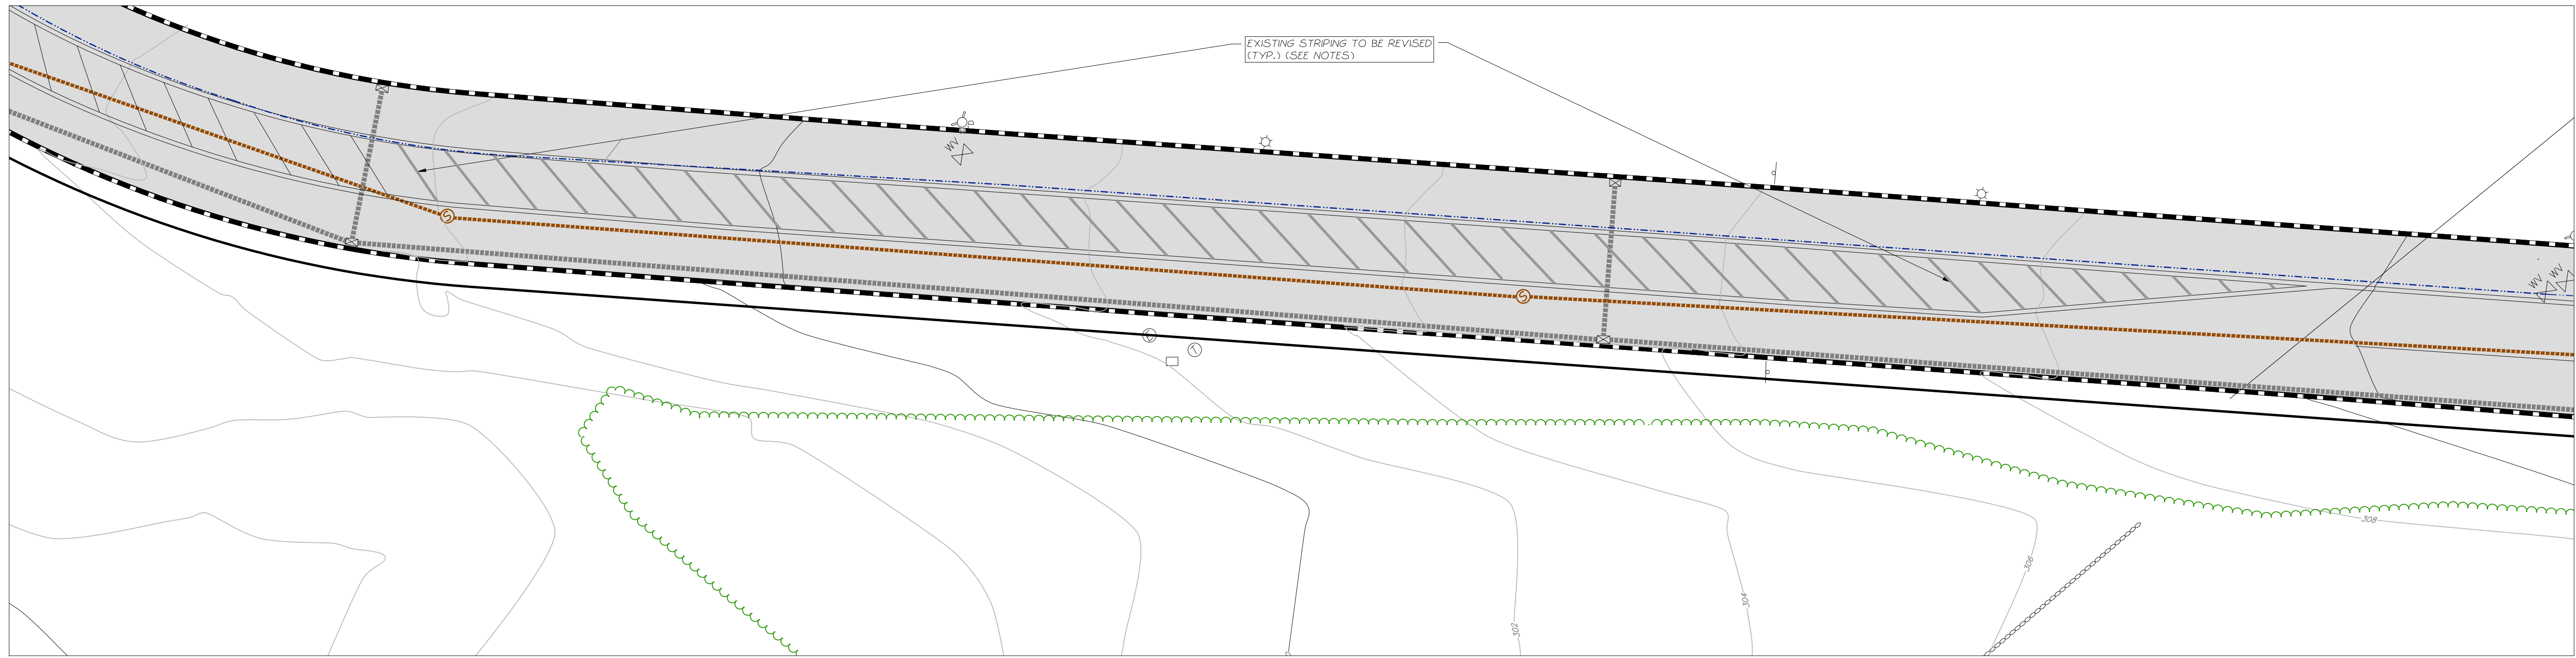 EXISTING STRIPING TO BE REVISED
(TYP.) (SEE NOTES)
WV
S
S
WV
WV
E
T
308
306
304
302